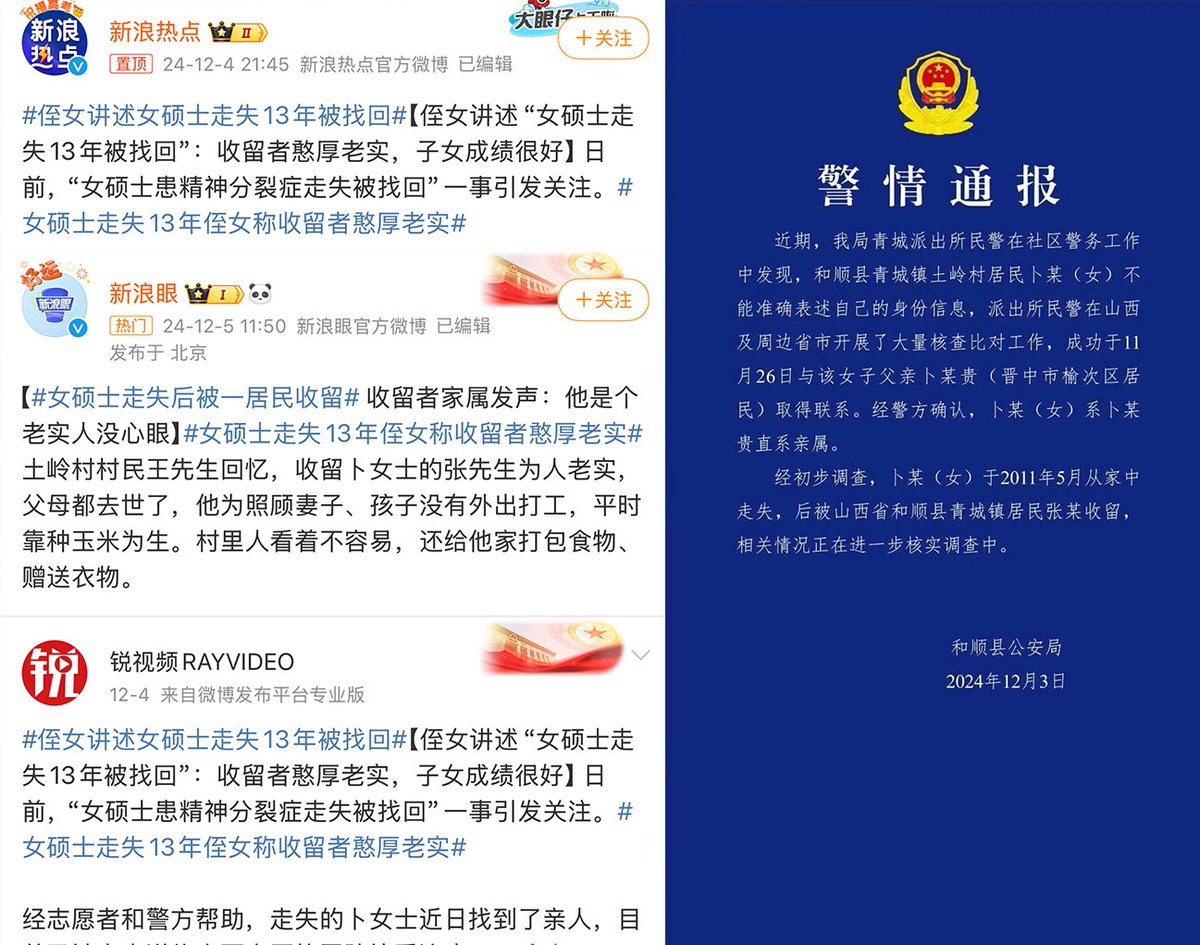 祝福高考
新浪
热点
新浪热点 II
大眼仔
+关注
置顶 24-12-4 21:45 新浪热点官方微博 已编辑
#侄女讲述女硕士走失13年被找回#【侄女讲述 “女硕士走
失13年被找回”：收留者憨厚老实，子女成绩很好】日
前，“女硕士患精神分裂症走失被找回” 一事引发关注。#
女硕士走失13年侄女称收留者憨厚老实#
好运
新浪眼
新浪眼 I
+关注
热门 24-12-5 11:50 新浪眼官方微博 已编辑
发布于 北京
【#女硕士走失后被一居民收留# 收留者家属发声：他是个
老实人没心眼】#女硕士走失13年侄女称收留者憨厚老实#
土岭村村民王先生回忆，收留卜女士的张先生为人老实，
父母都去世了，他为照顾妻子、孩子没有外出打工，平时
靠种玉米为生。村里人看着不容易，还给他家打包食物、
赠送衣物。
锐
锐视频RAYVIDEO
12-4 来自微博发布平台专业版
#侄女讲述女硕士走失13年被找回#【侄女讲述 “女硕士走
失13年被找回”：收留者憨厚老实，子女成绩很好】日
前，“女硕士患精神分裂症走失被找回” 一事引发关注。#
女硕士走失13年侄女称收留者憨厚老实#
经志愿者和警方帮助，走失的卜女士近日找到了亲人，目
警情通报
近期，我局青城派出所民警在社区警务工作
中发现，和顺县青城镇土岭村居民卜某（女）不
能准确表述自己的身份信息，派出所民警在山西
及周边省市开展了大量核查比对工作，成功于11
月26日与该女子父亲卜某贵（晋中市榆次区居
民）取得联系。经警方确认，卜某（女）系卜某
贵直系亲属。
经初步调查，卜某（女）于2011年5月从家中
走失，后被山西省和顺县青城镇居民张某收留，
相关情况正在进一步核实调查中。
和顺县公安局
2024年12月3日